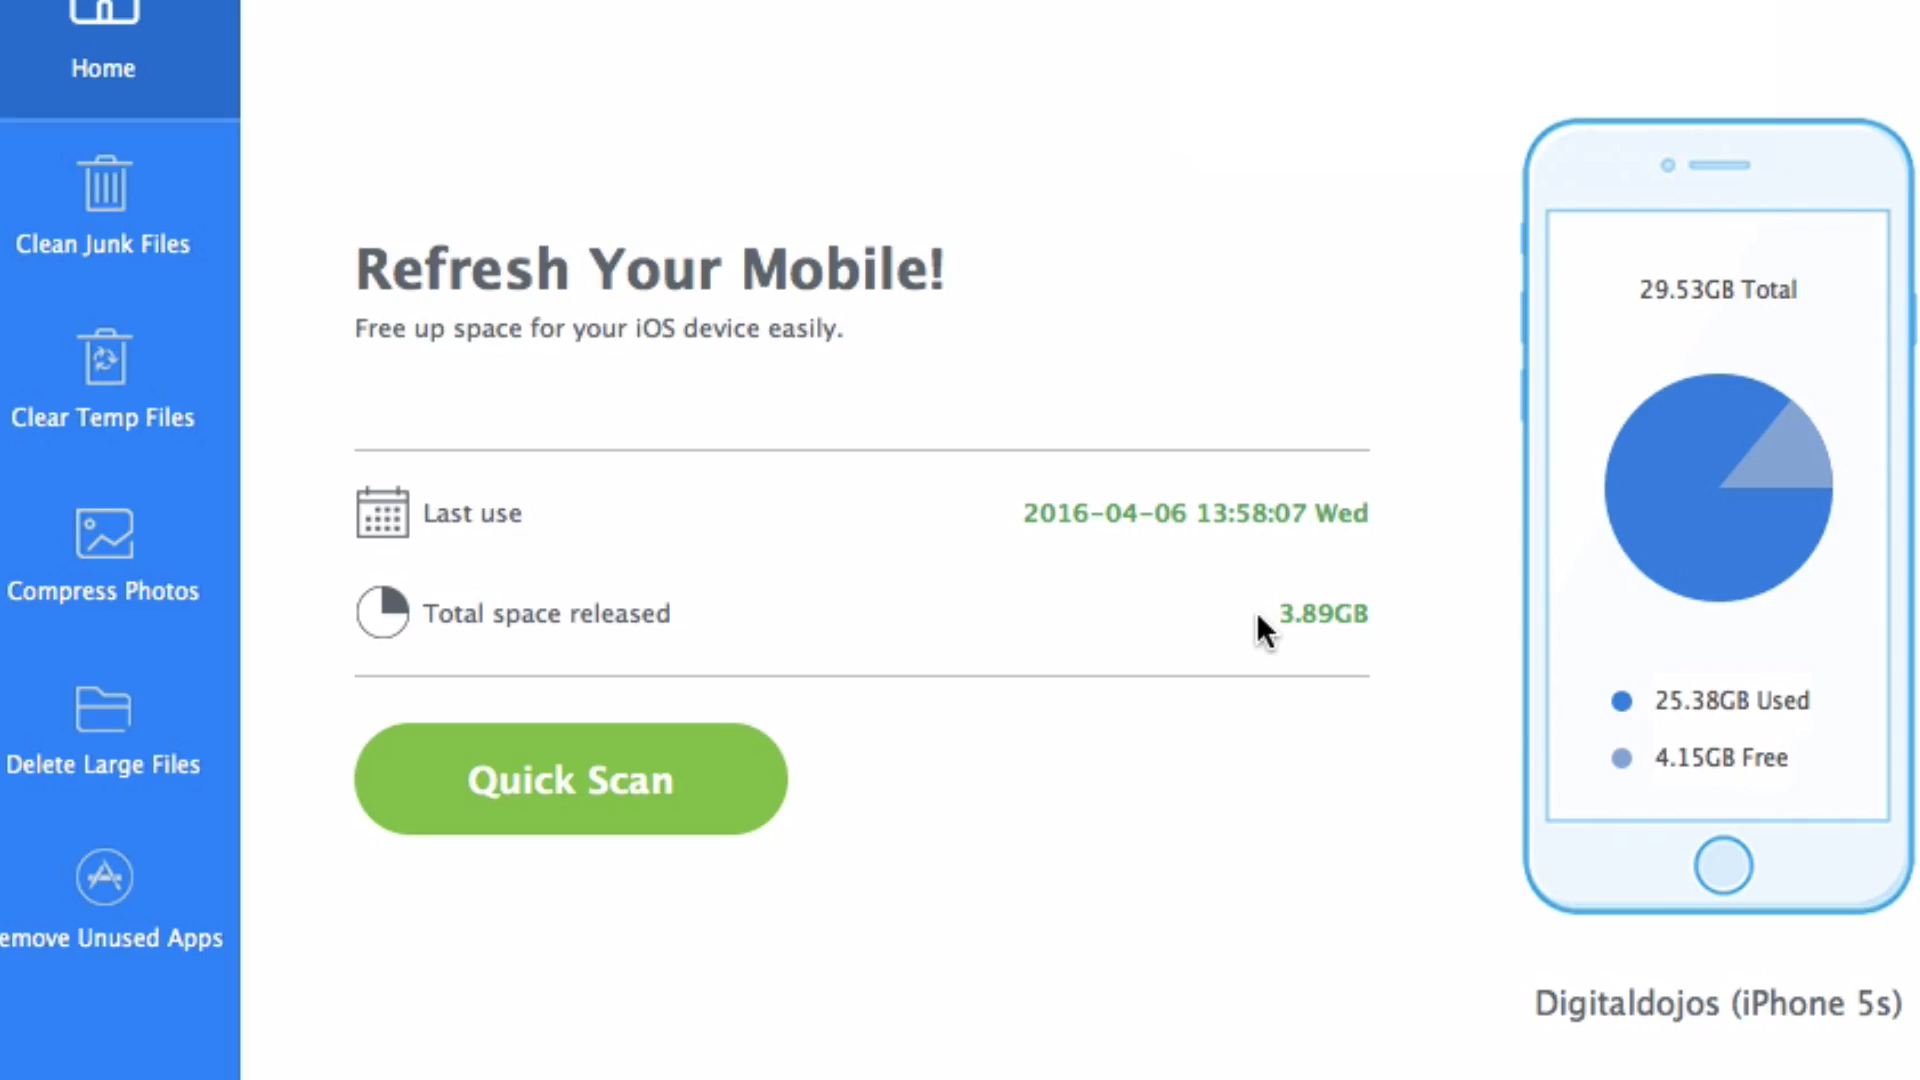 Home
Clean Junk Files
Clear Temp Files
Compress Photos
Delete Large Files
emove Unused Apps
Refresh Your Mobile!
Free up space for your iOS device easily.
Last use 2016-04-06 13:58:07 Wed
Total space released 3.89GB
Quick Scan
29.53GB Total
25.38GB Used
4.15GB Free
Digitaldojos (iPhone 5s)